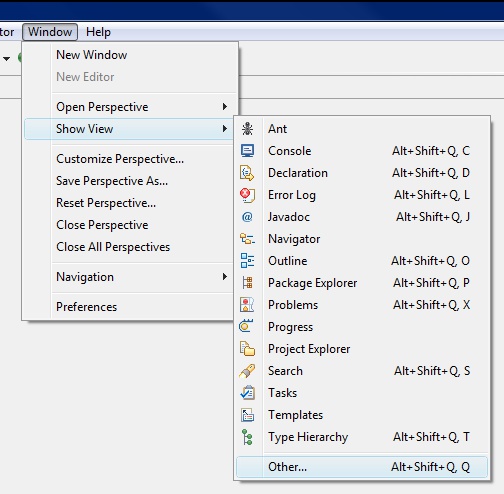 tor Window Help
New Window
New Editor
Open Perspective
Show View
Customize Perspective...
Save Perspective As...
Reset Perspective...
Close Perspective
Close All Perspectives
Navigation
Preferences
Ant
Console Alt+Shift+Q, C
Declaration Alt+Shift+Q, D
Error Log Alt+Shift+Q, L
Javadoc Alt+Shift+Q, J
Navigator
Outline Alt+Shift+Q, O
Package Explorer Alt+Shift+Q, P
Problems Alt+Shift+Q, X
Progress
Project Explorer
Search Alt+Shift+Q, S
Tasks
Templates
Type Hierarchy Alt+Shift+Q, T
Other... Alt+Shift+Q, Q